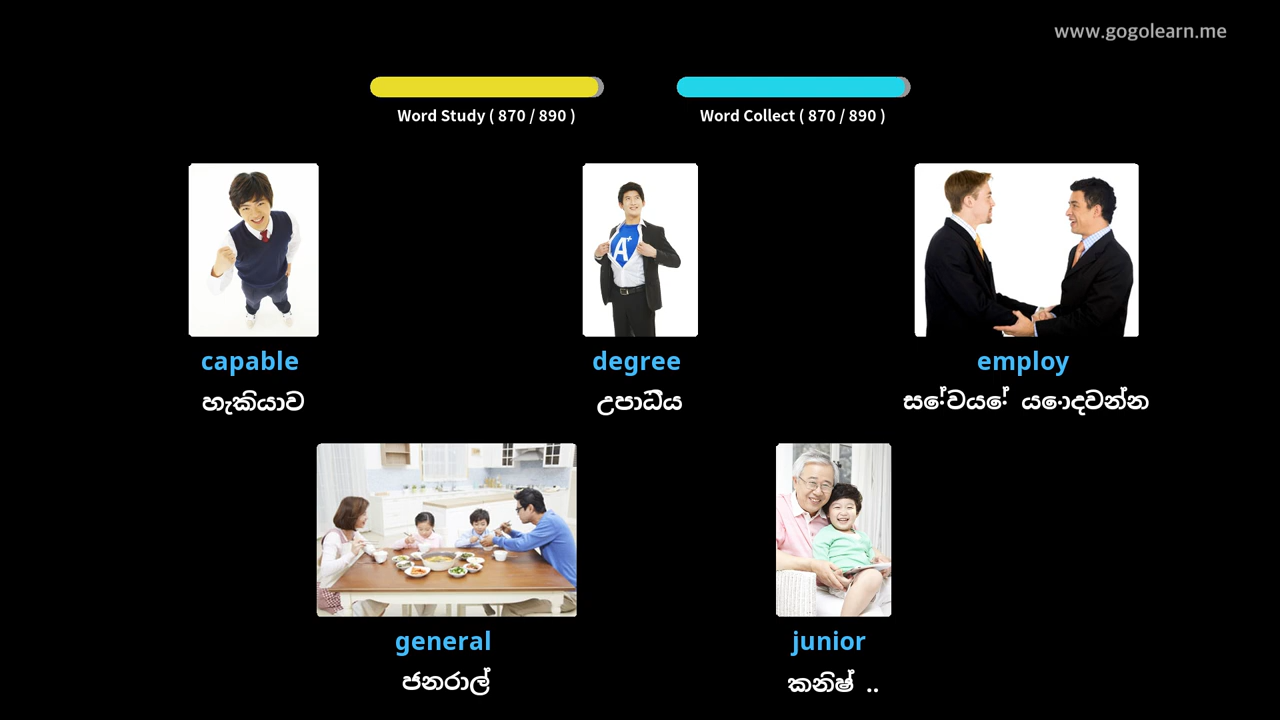 www.gogolearn.me
Word Study ( 870 / 890 )
Word Collect ( 870 / 890 )
A+
capable
degree
employ
හැකියාව
උපාධිය
සේවයේ යොදවන්න
general
junior
ජනරාල්
කනිෂ් ..